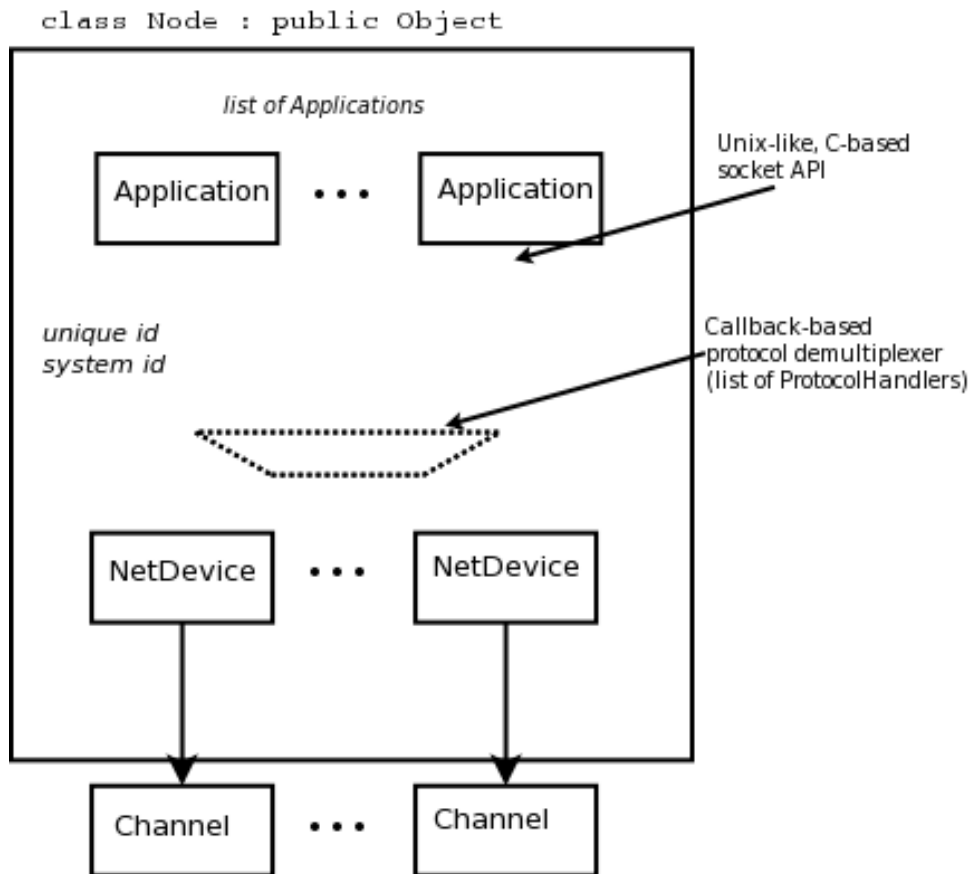 class Node : public Object
list of Applications
Application
Application
Unix-like, C-based
socket API
unique id
system id
Callback-based
protocol demultiplexer
(list of ProtocolHandlers)
NetDevice
NetDevice
Channel
Channel